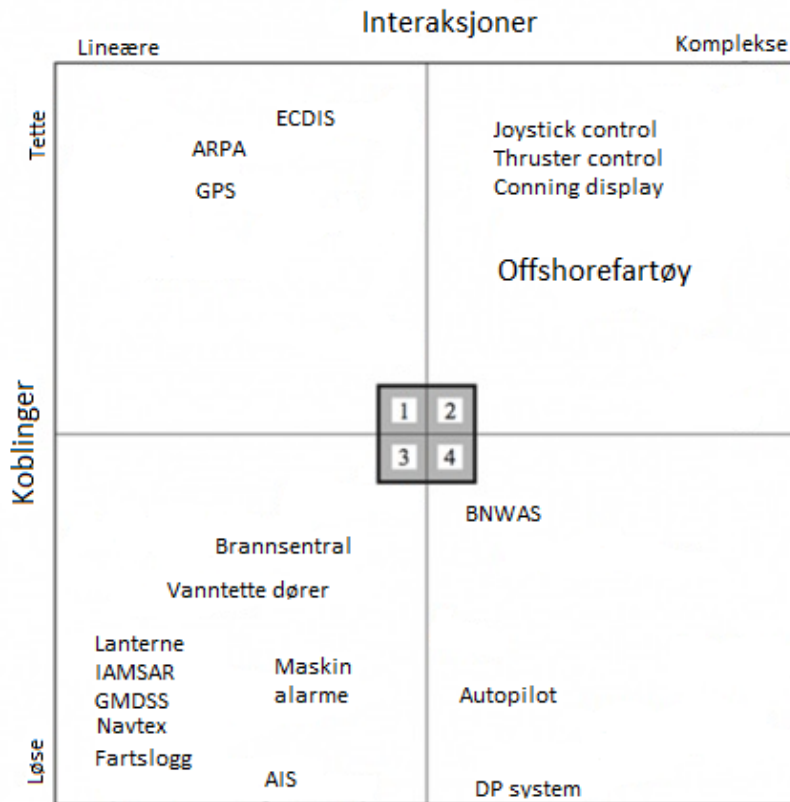 Interaksjoner
Lineære
Komplekse
Tette
ECDIS
ARPA
GPS
Joystick control
Thruster control
Conning display
Offshorefartøy
Koblinger
1 2
3 4
BNWAS
Brannsentral
Vanntette dører
Lanterne
IAMSAR
GMDSS
Navtex
Fartslogg
Maskin
alarme
AIS
Autopilot
DP system
Løse